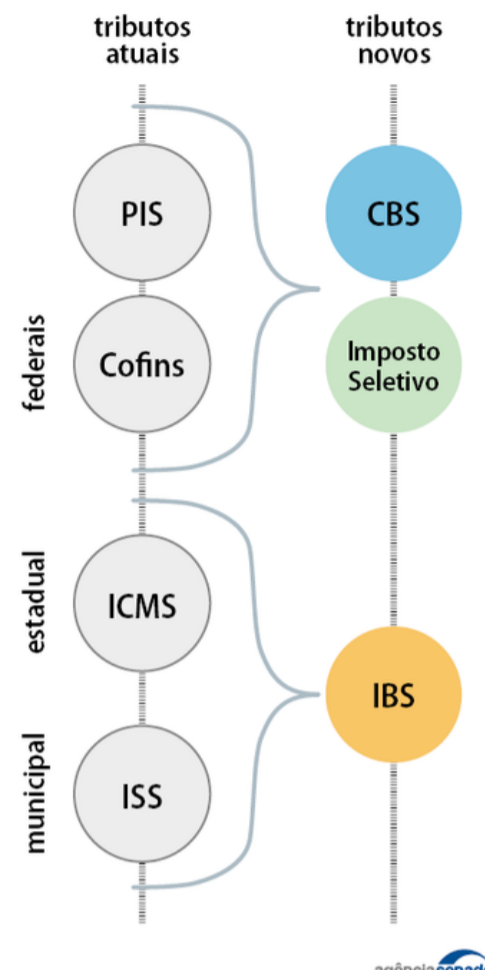 tributos
atuais
tributos
novos
federais
PIS
CBS
Cofins
Imposto
Seletivo
estadual
ICMS
IBS
municipal
ISS